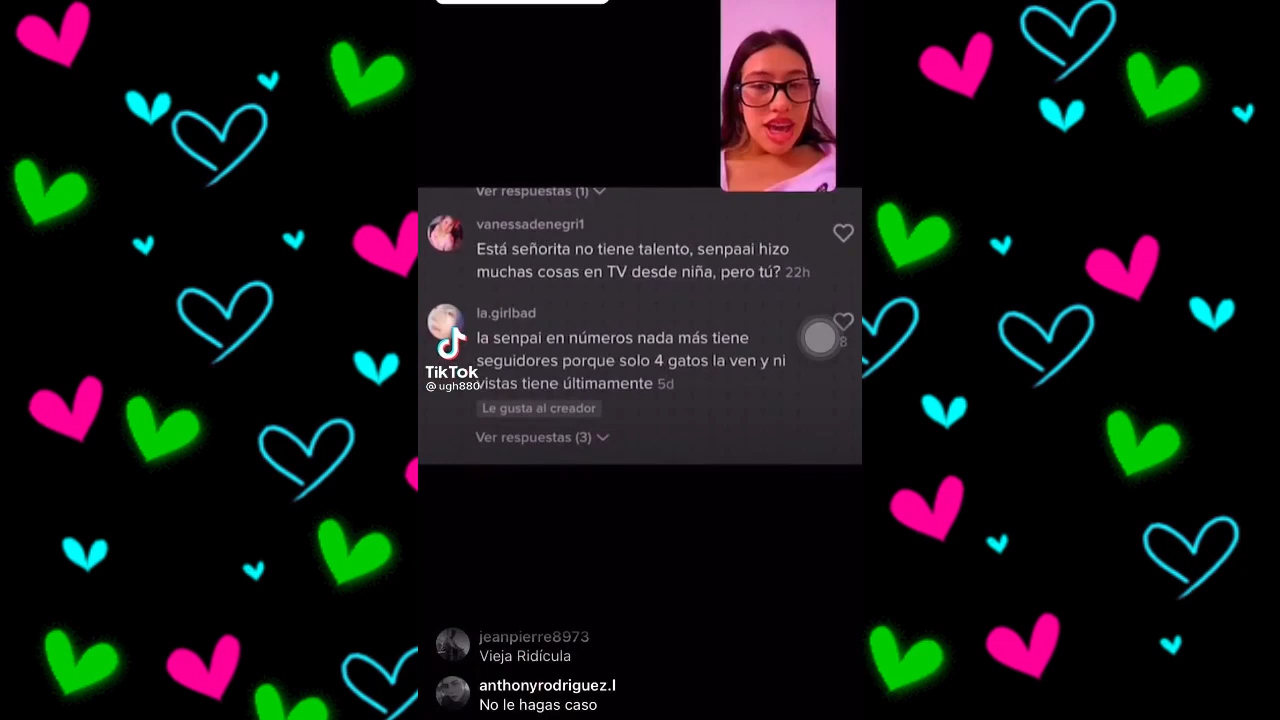 Ver respuestas (1)
vanessadenegri1
Está señorita no tiene talento, senpaai hizo
muchas cosas en TV desde niña, pero tú? 22h
la.girlbad
la senpai en números nada más tiene
seguidores porque solo 4 gatos la ven y ni
vistas tiene últimamente 5d
8
TikTok
@ugh880
Le gusta al creador
Ver respuestas (3)
jeanpierre8973
Vieja Ridícula
anthonyrodriguez.l
No le hagas caso